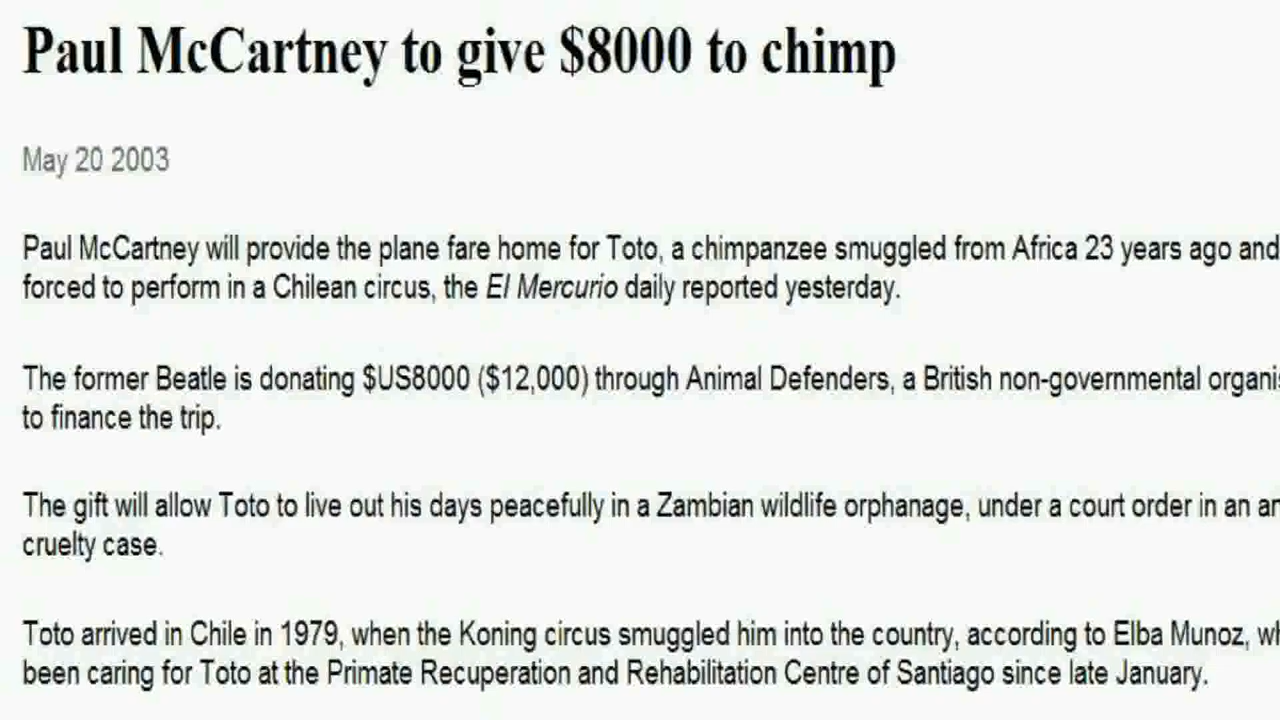 Paul McCartney to give $8000 to chimp
May 20 2003
Paul McCartney will provide the plane fare home for Toto, a chimpanzee smuggled from Africa 23 years ago and
forced to perform in a Chilean circus, the El Mercurio daily reported yesterday.
The former Beatle is donating $US8000 ($12,000) through Animal Defenders, a British non-governmental
to finance the trip.
The gift will allow Toto to live out his days peacefully in a Zambian wildlife orphanage, under a court order in an
cruelty case.
Toto arrived in Chile in 1979, when the Koning circus smuggled him into the country, according to Elba Munoz,
been caring for Toto at the Primate Recuperation and Rehabilitation Centre of Santiago since late January.